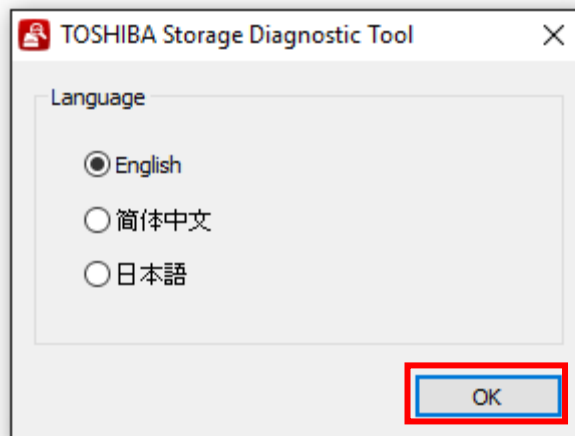 TOSHIBA Storage Diagnostic Tool
Language
English
简体中文
日本語
OK